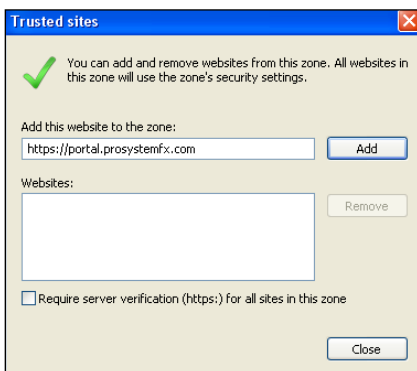 Trusted sites
You can add and remove websites from this zone. All websites in
this zone will use the zone's security settings.
Add this website to the zone:
https://portal.prosystemfx.com
Add
Websites:
Remove
Require server verification (https:) for all sites in this zone
Close